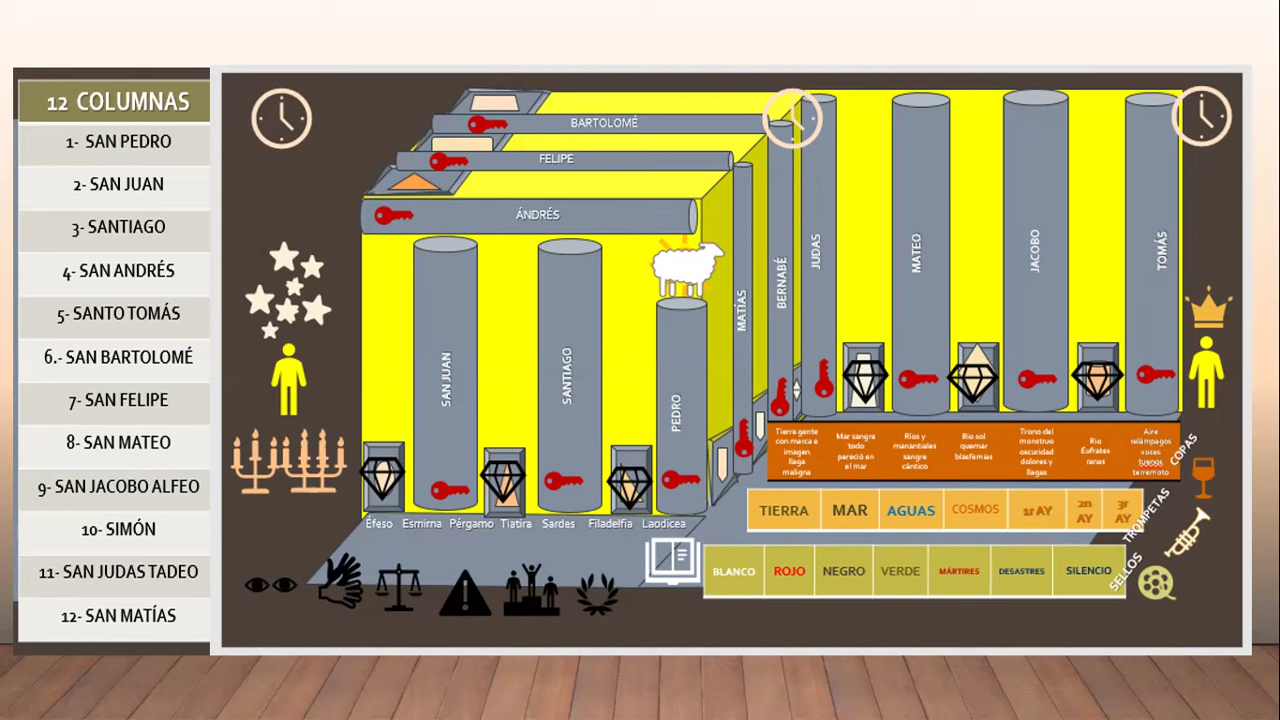 12 COLUMNAS
1- SAN PEDRO
2- SAN JUAN
3- SANTIAGO
4- SAN ANDRÉS
5- SANTO TOMÁS
6.- SAN BARTOLOMÉ
7- SAN FELIPE
8- SAN MATEO
9- SAN JACOBO ALFEO
10- SIMÓN
11- SAN JUDAS TADEO
12- SAN MATÍAS
BARTOLOMÉ
FELIPE
ÁNDRÉS
SAN JUAN
SANTIAGO
PEDRO
MATÍAS
BERNABÉ
JUDAS
MATEO
JACOBO
TOMÁS
Éfeso Esmirna Pérgamo Tiatira Sardes Filadelfia Laodicea
Tierra gente
con marca e
imagen
llaga
maligna
Mar sangre
todo
pereció en
el mar
Ríos y
manantiales
sangre
cántico
Rio sol
quemar
blasfemias
Trono del
monstruo
oscuridad
dolores y
llagas
Rio
Éufrates
ranas
Aire
relámpagos
voces
terremoto
COPAS
TIERRA MAR AGUAS COSMOS 1r AY 2n AY 3r AY
TROMPETAS
BLANCO ROJO NEGRO VERDE MÁRTIRES DESASTRES SILENCIO
SELLOS